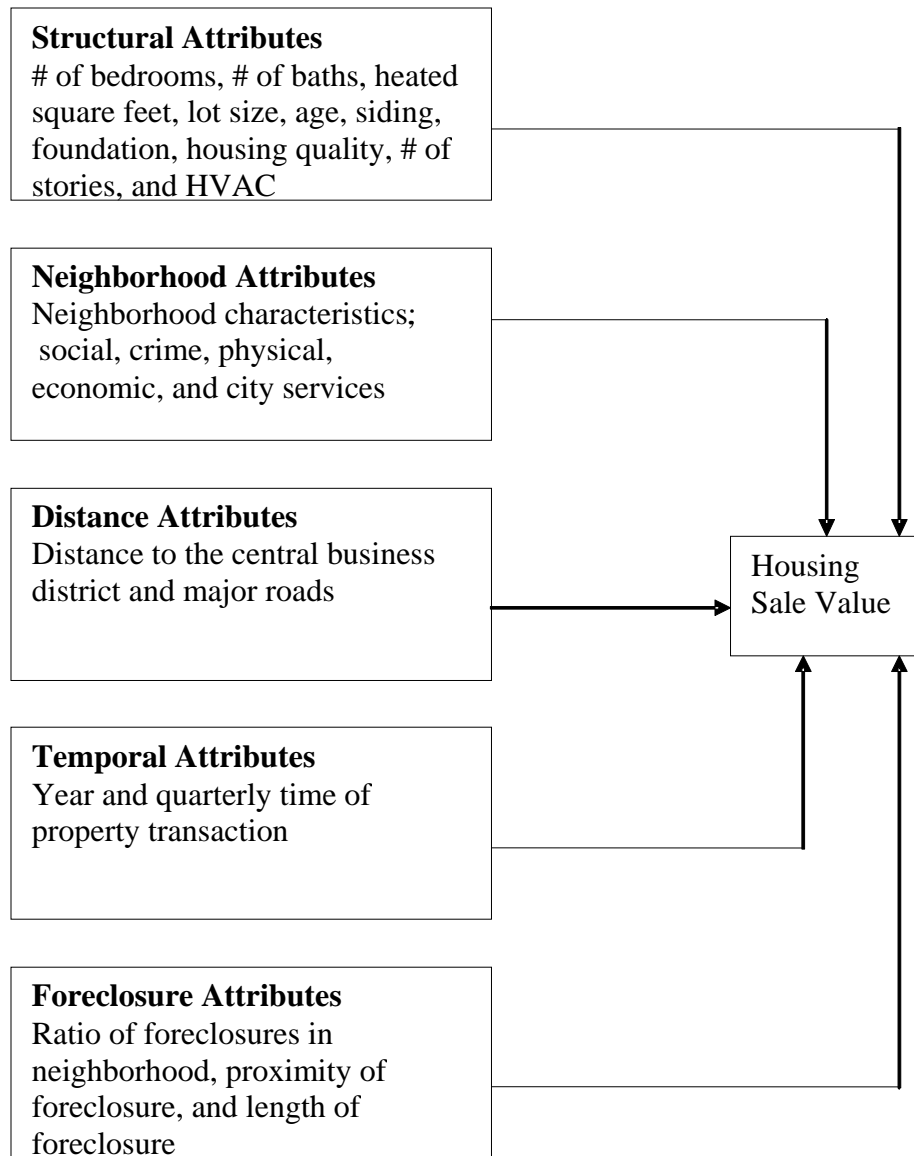 Structural Attributes
# of bedrooms, # of baths, heated
square feet, lot size, age, siding,
foundation, housing quality, # of
stories, and HVAC
Neighborhood Attributes
Neighborhood characteristics;
social, crime, physical,
economic, and city services
Distance Attributes
Distance to the central business
district and major roads
Housing
Sale Value
Temporal Attributes
Year and quarterly time of
property transaction
Foreclosure Attributes
Ratio of foreclosures in
neighborhood, proximity of
foreclosure, and length of
foreclosure